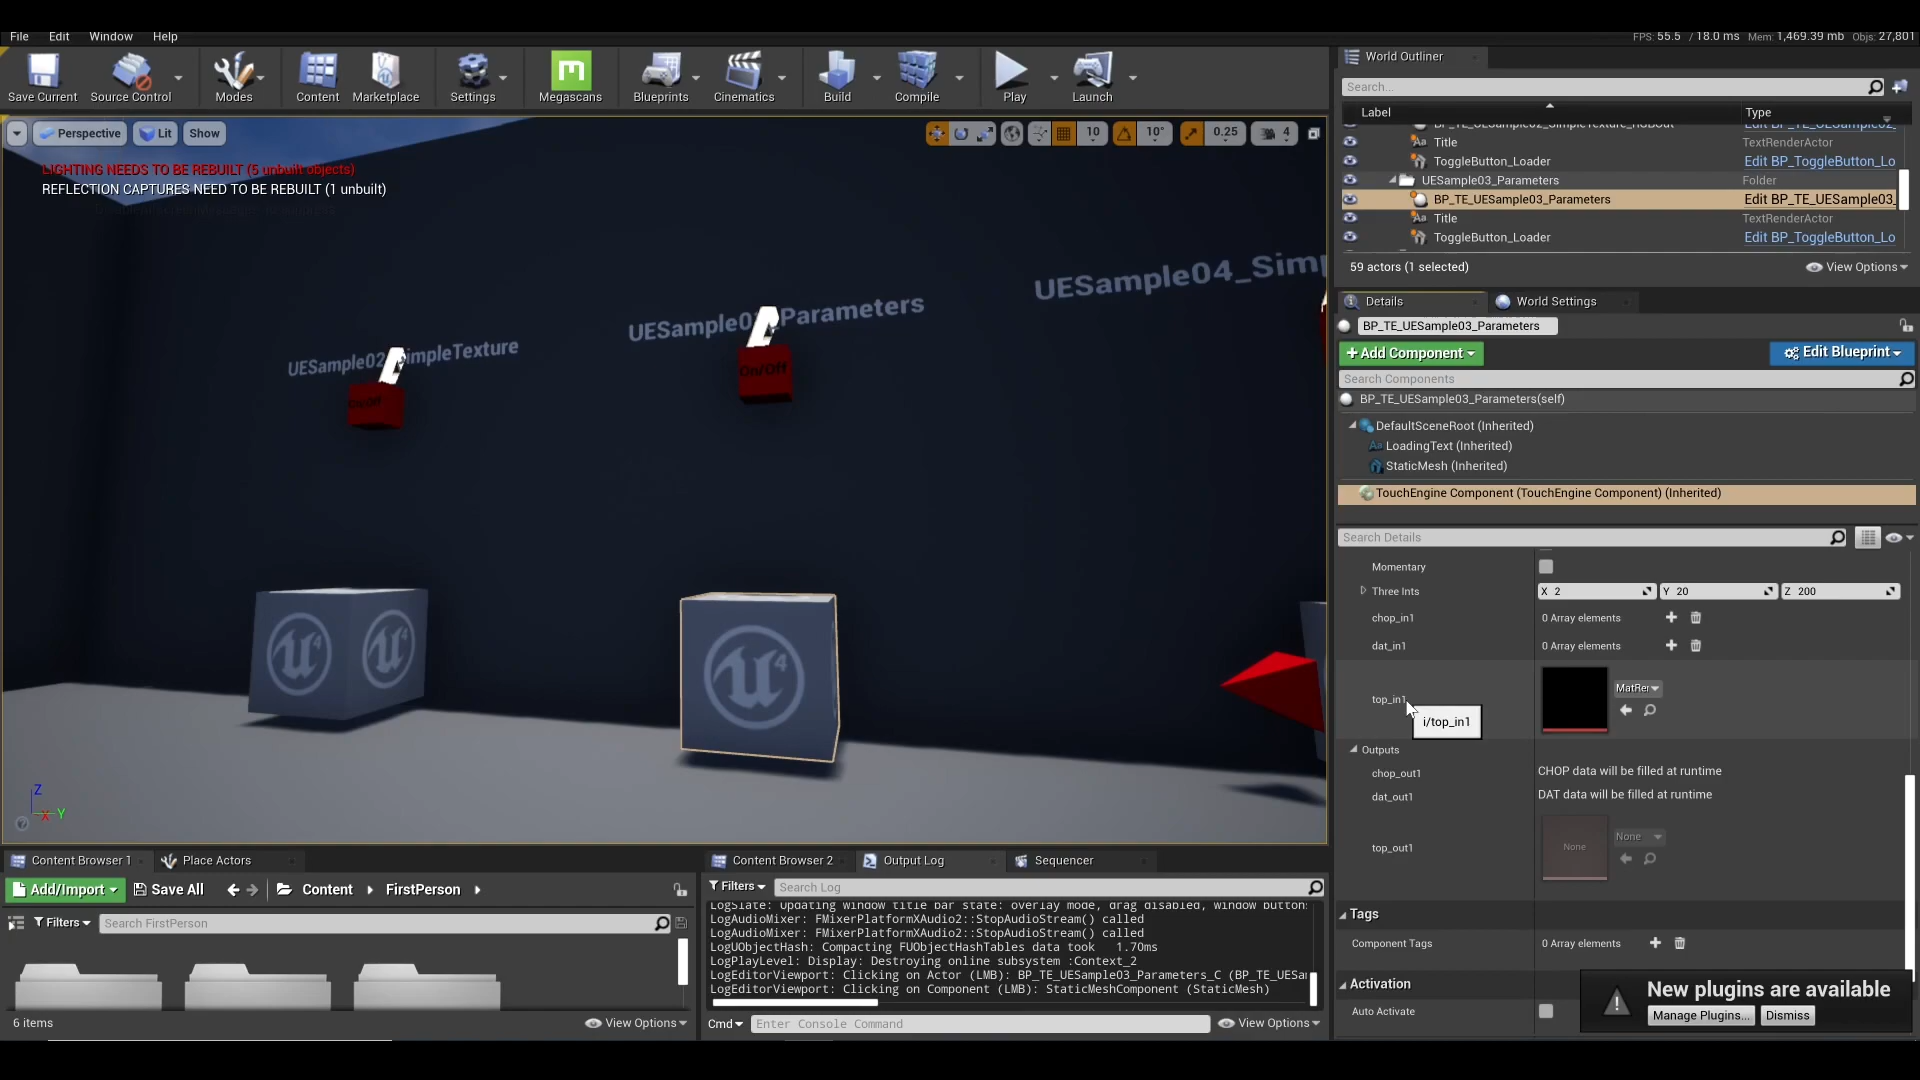 File Edit Window Help
FPS: 55.5 / 18.0 ms Mem: 1,469.39 mb Objs: 27,801
Save Current Source Control Modes Content Marketplace Settings Megascans Blueprints Cinematics Build Compile Play Launch
Perspective Lit Show
10 10° 0.25 4
LIGHTING NEEDS TO BE REBUILT (5 unbuilt objects)
REFLECTION CAPTURES NEED TO BE REBUILT (1 unbuilt)
UESample04_Simp
Parameters
UESample02_SimpleTexture
On/Off
On/Off
Z
X Y
World Outliner
Search...
Label Type
BP_TE_UESample02_SimpleTexture_RGBOut Edit BP_TE_UESample02_
Title TextRenderActor
ToggleButton_Loader Edit BP_ToggleButton_Lo
UESample03_Parameters Folder
BP_TE_UESample03_Parameters Edit BP_TE_UESample03_
Title TextRenderActor
ToggleButton_Loader Edit BP_ToggleButton_Lo
59 actors (1 selected) View Options
Details World Settings
BP_TE_UESample03_Parameters
+Add Component Edit Blueprint
Search Components
BP_TE_UESample03_Parameters(self)
DefaultSceneRoot (Inherited)
LoadingText (Inherited)
StaticMesh (Inherited)
TouchEngine Component (TouchEngine Component) (Inherited)
Search Details
Momentary
Three Ints X 2 Y 20 Z 200
chop_in1 0 Array elements
dat_in1 0 Array elements
top_in1 MatRer
i/top_in1
Outputs
chop_out1 CHOP data will be filled at runtime
dat_out1 DAT data will be filled at runtime
top_out1 None None
Tags
Component Tags 0 Array elements
Activation
Auto Activate
New plugins are available
Manage Plugins... Dismiss
Content Browser 1 Place Actors
Add/Import Save All Content FirstPerson
Filters Search FirstPerson
6 items View Options
Content Browser 2 Output Log Sequencer
Filters Search Log
LogSlate: Updating window title bar state: overlay mode, drag disabled, window button:
LogAudioMixer: FMixerPlatformXAudio2::StopAudioStream() called
LogAudioMixer: FMixerPlatformXAudio2::StopAudioStream() called
LogUObjectHash: Compacting FUObjectHashTables data took 1.70ms
LogPlayLevel: Display: Destroying online subsystem :Context_2
LogEditorViewport: Clicking on Actor (LMB): BP_TE_UESample03_Parameters_C (BP_TE_UESa
LogEditorViewport: Clicking on Component (LMB): StaticMeshComponent (StaticMesh)
Cmd Enter Console Command View Options